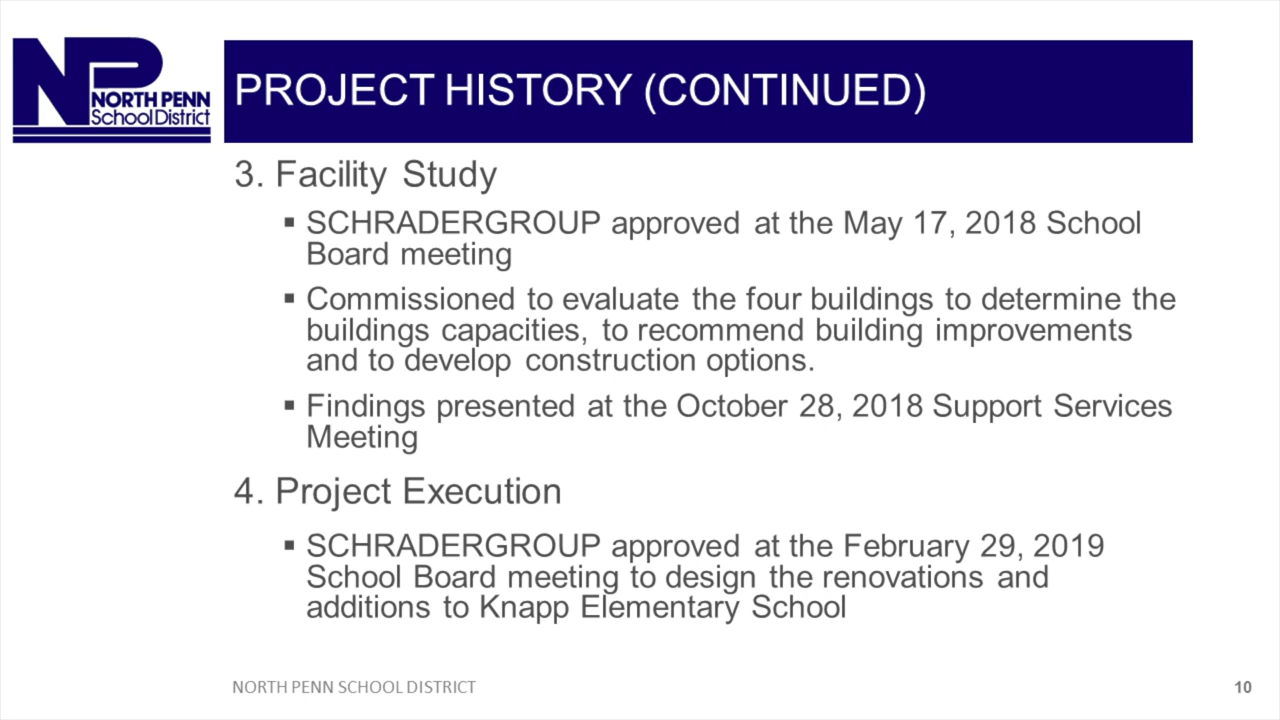 NORTH PENN
School District
PROJECT HISTORY (CONTINUED)
3. Facility Study
▪ SCHRADERGROUP approved at the May 17, 2018 School
Board meeting
▪ Commissioned to evaluate the four buildings to determine the
buildings capacities, to recommend building improvements
and to develop construction options.
▪ Findings presented at the October 28, 2018 Support Services
Meeting
4. Project Execution
▪ SCHRADERGROUP approved at the February 29, 2019
School Board meeting to design the renovations and
additions to Knapp Elementary School
NORTH PENN SCHOOL DISTRICT
10